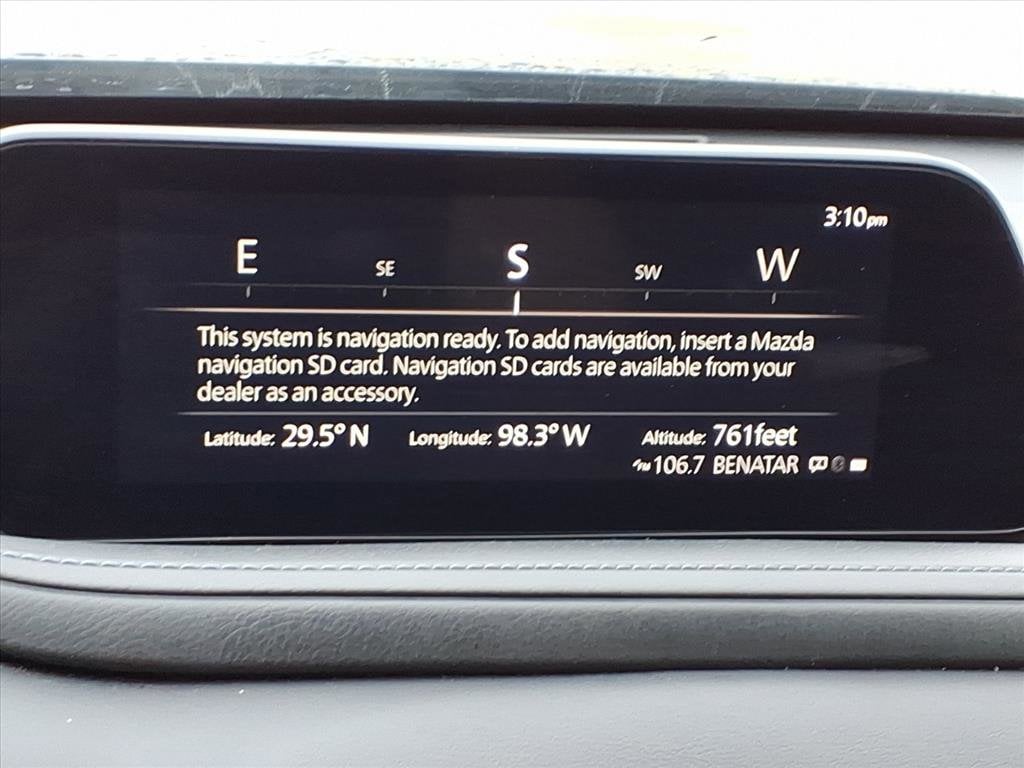 3:10pm
E SE S SW W
This system is navigation ready. To add navigation, insert a Mazda
navigation SD card. Navigation SD cards are available from your
dealer as an accessory.
Latitude: 29.5° N Longitude: 98.3° W Altitude: 761feet
106.7 BENATAR